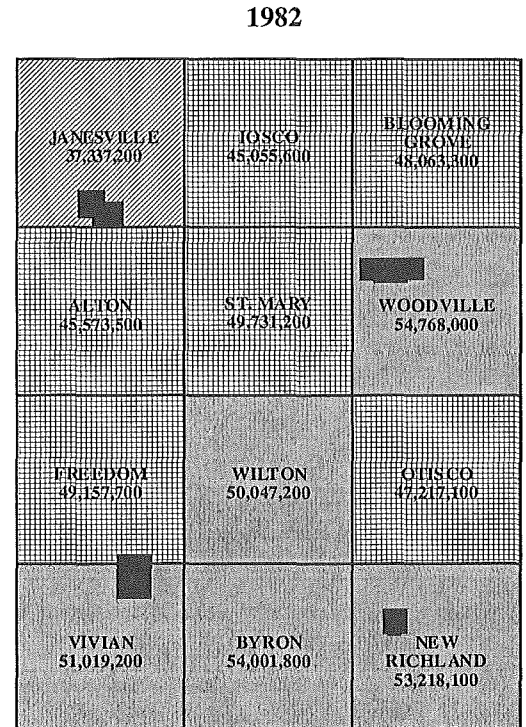 1982
JANESVILLE
37,337,200
IOSCO
45,055,600
BLOOMING
GROVE
48,063,300
ALTON
45,573,500
ST. MARY
49,731,200
WOODVILLE
54,768,000
FREEDOM
49,157,700
WILTON
50,047,200
OTISCO
47,217,100
VIVIAN
51,019,200
BYRON
54,001,800
NEW
RICHLAND
53,218,100